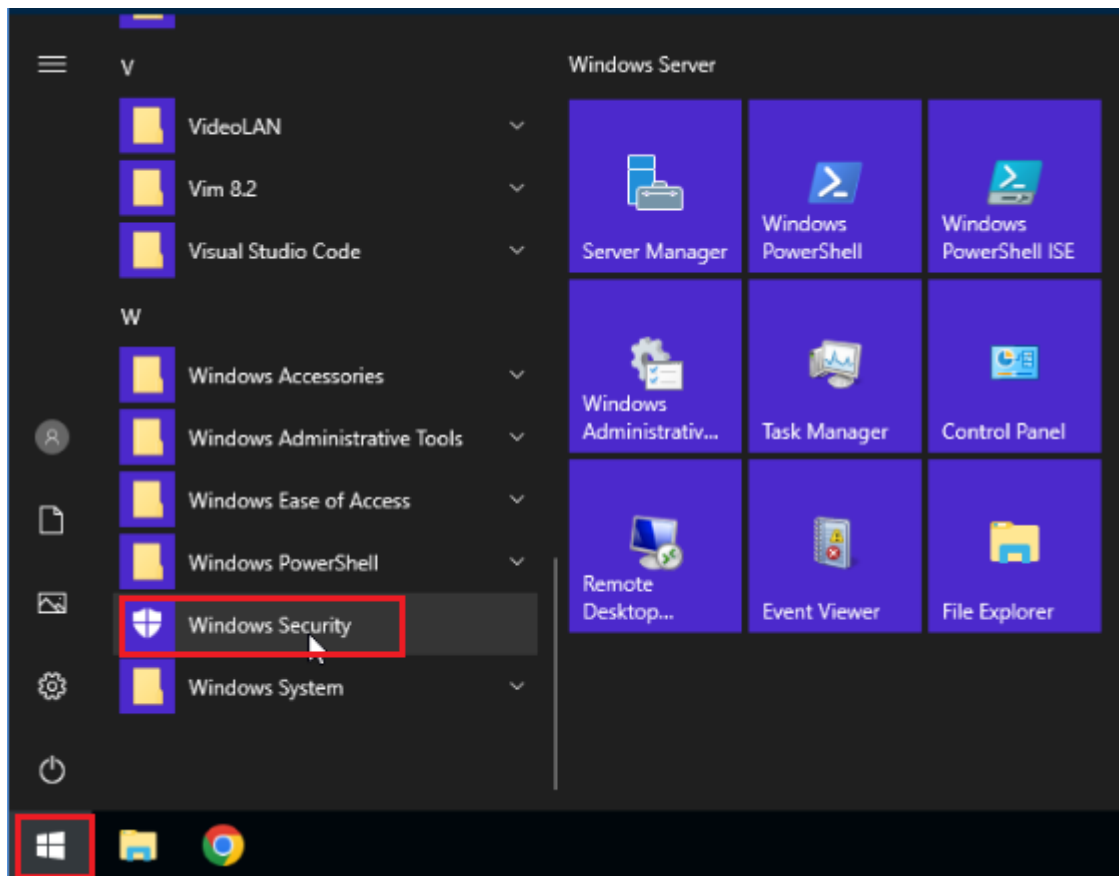 V
VideoLAN
Vim 8.2
Visual Studio Code
W
Windows Accessories
Windows Administrative Tools
Windows Ease of Access
Windows PowerShell
Windows Security
Windows System
Windows Server
Server Manager
Windows
PowerShell
Windows
PowerShell ISE
Windows
Administrativ...
Task Manager
Control Panel
Remote
Desktop...
Event Viewer
File Explorer